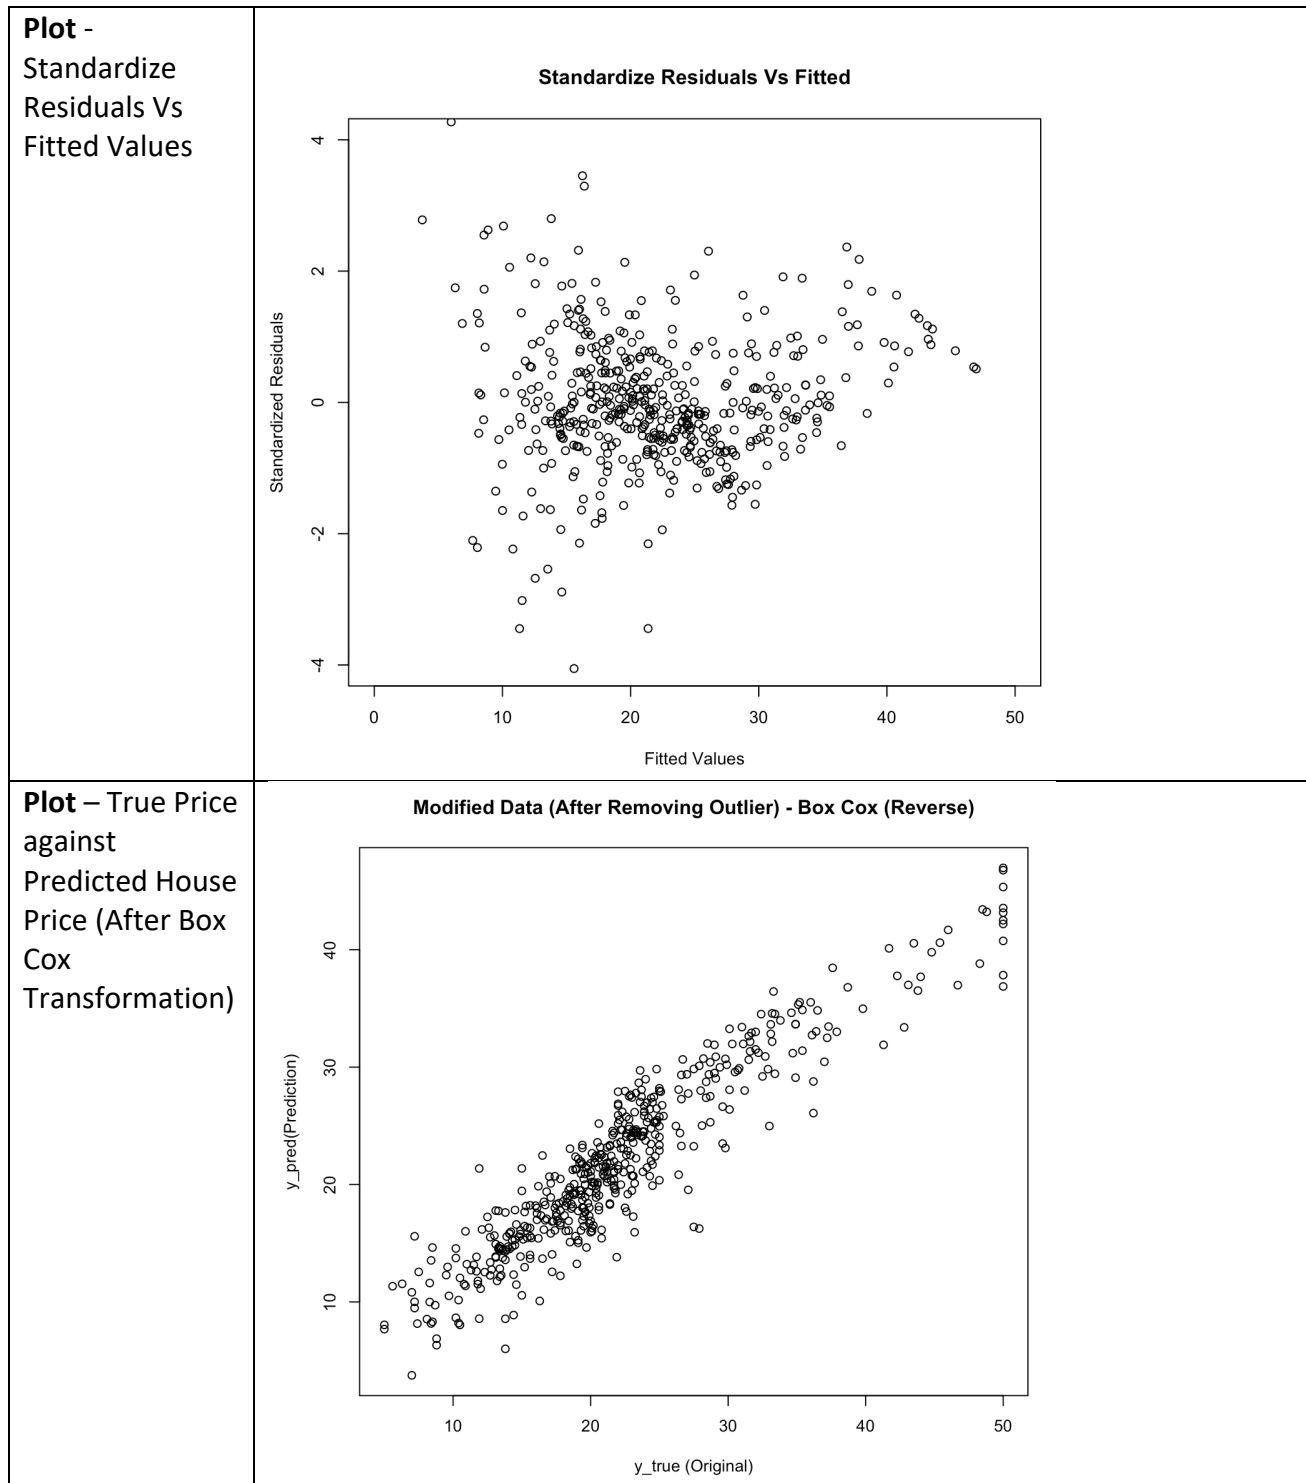 Plot -
Standardize
Residuals Vs
Fitted Values
Standardize Residuals Vs Fitted
Standardized Residuals
4
2
0
-2
-4
0 10 20 30 40 50
Fitted Values
Plot – True Price
against
Predicted House
Price (After Box
Cox
Transformation)
Modified Data (After Removing Outlier) - Box Cox (Reverse)
y_pred(Prediction)
40
30
20
10
10 20 30 40 50
y_true (Original)